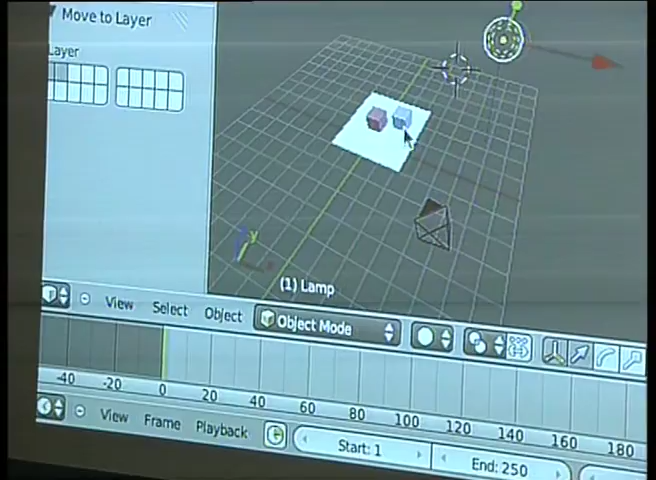 Move to Layer
ayer
(1) Lamp
View Select Object Object Mode
-40 -20 0 20 40 60 80 100 120 140 160 180
View Frame Playback Start: 1 End: 250